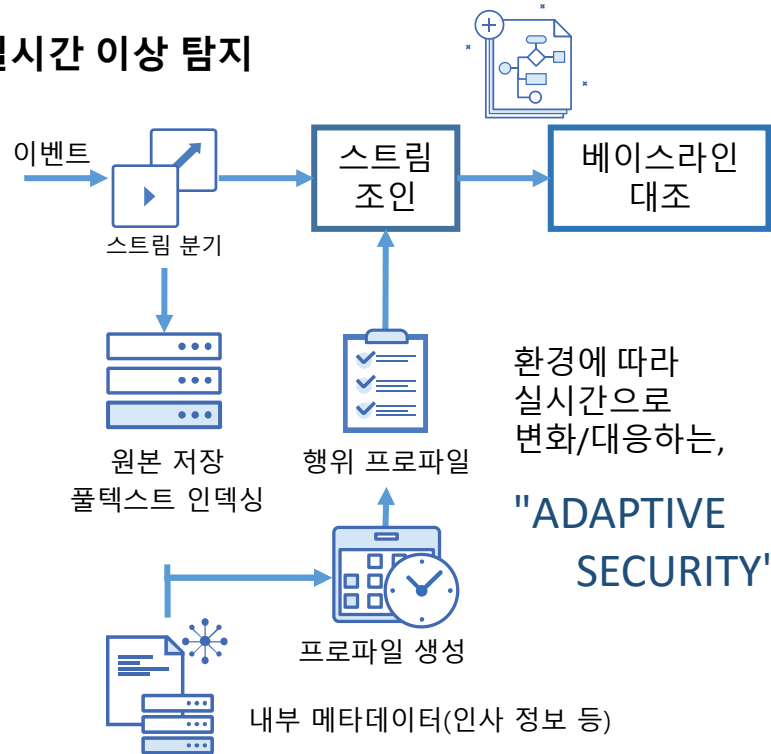 실시간 이상 탐지
이벤트
스트림 분기
스트림
조인
베이스라인
대조
원본 저장
풀텍스트 인덱싱
행위 프로파일
환경에 따라
실시간으로
변화/대응하는,
"ADAPTIVE
SECURITY"
프로파일 생성
내부 메타데이터(인사 정보 등)